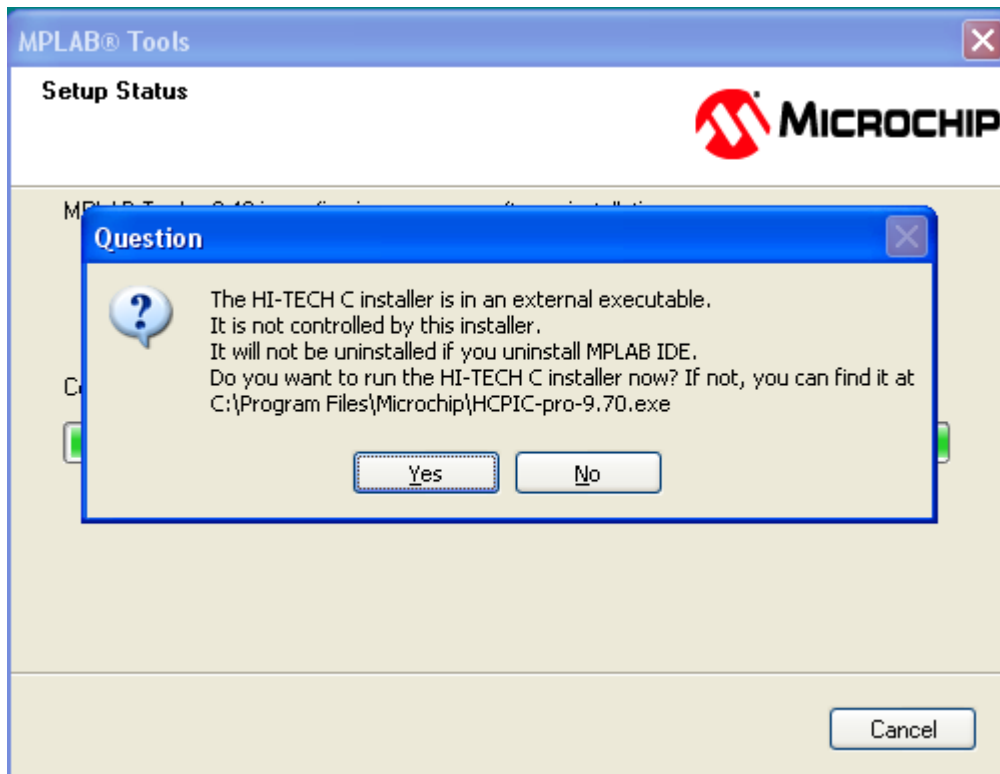 MPLAB® Tools
Setup Status
MICROCHIP
Question
The HI-TECH C installer is in an external executable.
It is not controlled by this installer.
It will not be uninstalled if you uninstall MPLAB IDE.
Do you want to run the HI-TECH C installer now? If not, you can find it at
C:\Program Files\Microchip\HCPIC-pro-9.70.exe
Yes
No
Cancel